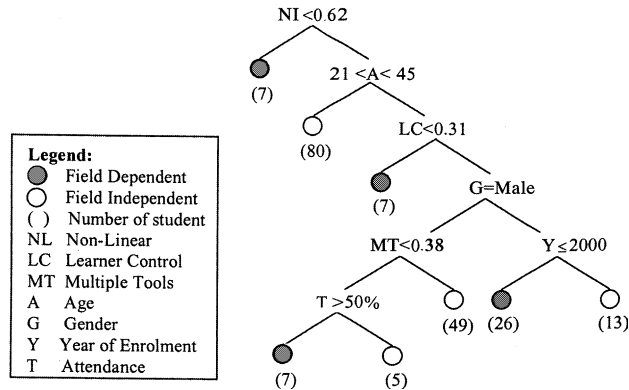 NI <0.62
(7)
21 <A< 45
(80)
LC<0.31
(7)
G=Male
MT<0.38
Y≤2000
T >50%
(49)
(26)
(13)
(7)
(5)
Legend:
Field Dependent
Field Independent
( ) Number of student
NL Non-Linear
LC Learner Control
MT Multiple Tools
A Age
G Gender
Y Year of Enrolment
T Attendance